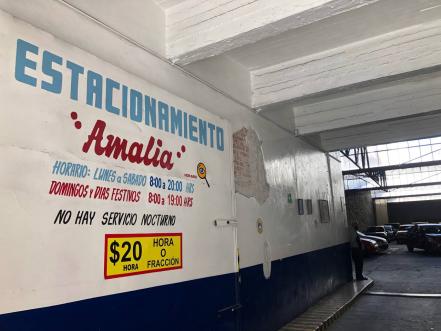 ESTACIONAMIENTO
"Amalia"
HORARIO: LUNES a SABADO 8:00 a 20:00 HRS
DOMINGOS Y DIAS FESTIVOS 8:00 a 19:00 HRS
NO HAY SERVICIO NOCTURNO
$20 HORA
HORA O FRACCIÓN